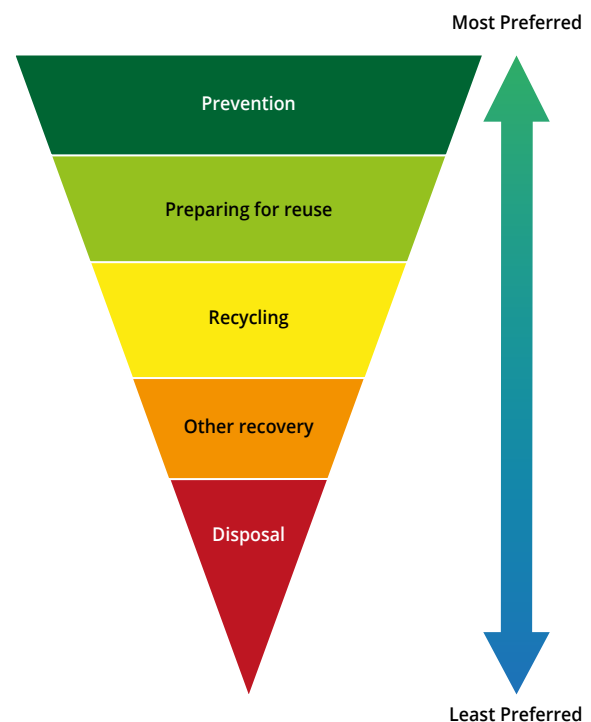 Most Preferred
Prevention
Preparing for reuse
Recycling
Other recovery
Disposal
Least Preferred